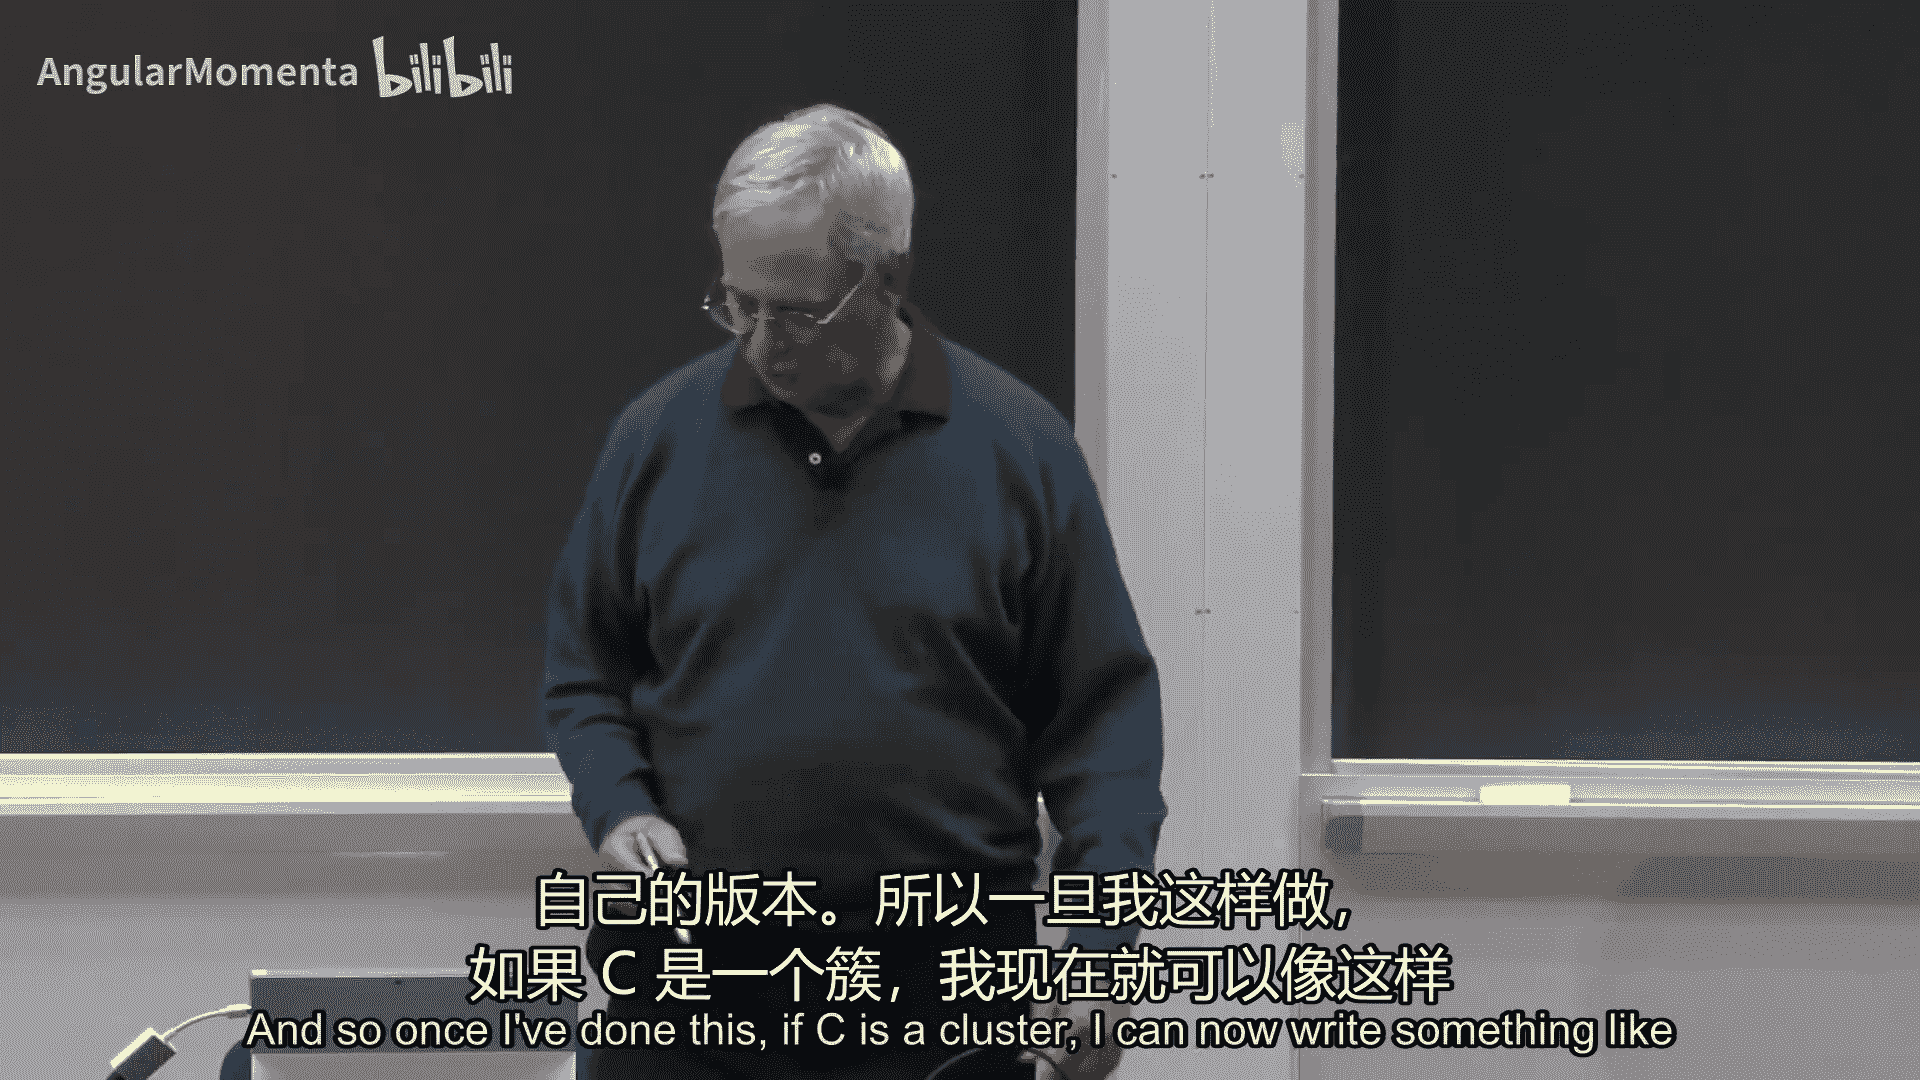 AngularMomenta bilibili
自己的版本。所以一旦我这样做，
如果 C 是一个簇，我现在就可以像这样
And so once I've done this, if C is a cluster, I can now write something like